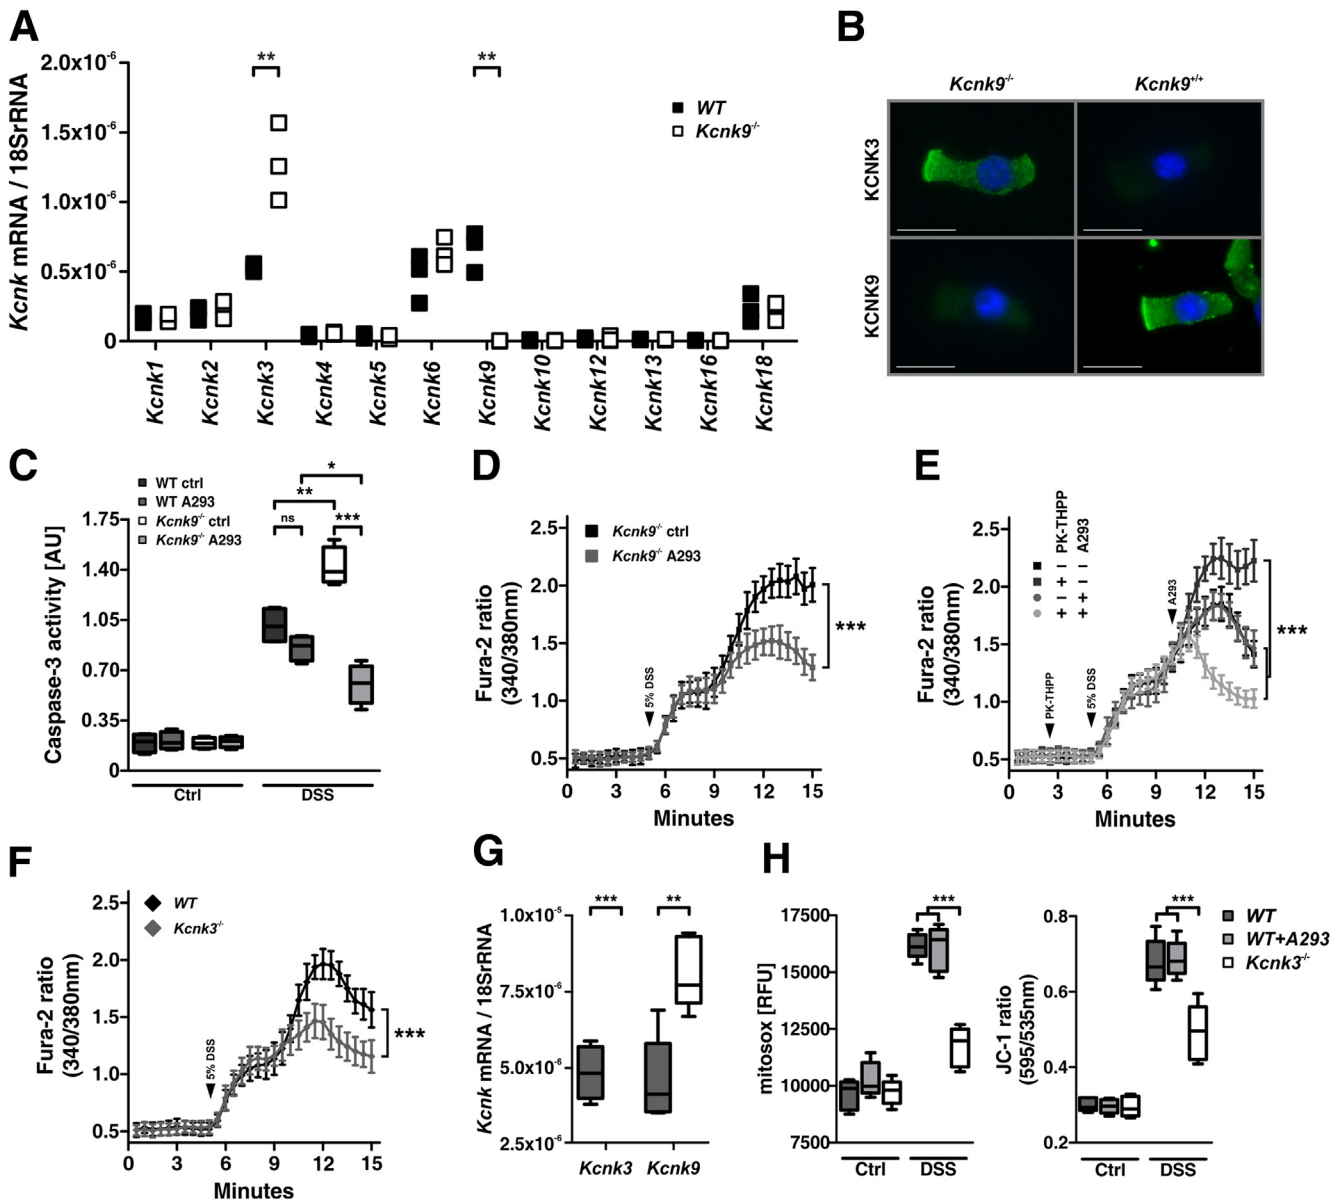 A
Kcnk mRNA / 18SrRNA
2.0x10-6
1.5x10-6
1.0x10-6
0.5x10-6
0
**
**
WT
Kcnk9-/-
Kcnk1
Kcnk2
Kcnk3
Kcnk4
Kcnk5
Kcnk6
Kcnk9
Kcnk10
Kcnk12
Kcnk13
Kcnk16
Kcnk18
B
Kcnk9-/-
Kcnk9+/+
KCNK3
KCNK9
C
WT ctrl
WT A293
Kcnk9-/- ctrl
Kcnk9-/- A293
*
**
ns
***
Caspase-3 activity [AU]
1.75
1.40
1.05
0.70
0.35
0
Ctrl
DSS
D
Fura-2 ratio
(340/380nm)
2.5
2.0
1.5
1.0
0.5
Kcnk9-/- ctrl
Kcnk9-/- A293
5% DSS
***
0 3 6 9 12 15
Minutes
E
Fura-2 ratio
(340/380nm)
2.5
2.0
1.5
1.0
0.5
PK-THPP
A293
− −
+ −
− +
+ +
PK-THPP
5% DSS
A293
***
0 3 6 9 12 15
Minutes
F
Fura-2 ratio
(340/380nm)
2.5
2.0
1.5
1.0
0.5
WT
Kcnk3-/-
5% DSS
***
0 3 6 9 12 15
Minutes
G
Kcnk mRNA / 18SrRNA
1.0x10-5
7.5x10-6
5.0x10-6
2.5x10-6
***
**
Kcnk3 Kcnk9
H
mitosox [RFU]
17500
15000
12500
10000
7500
***
Ctrl DSS
JC-1 ratio
(595/535nm)
0.8
0.6
0.4
0.2
***
Ctrl DSS
WT
WT+A293
Kcnk3-/-